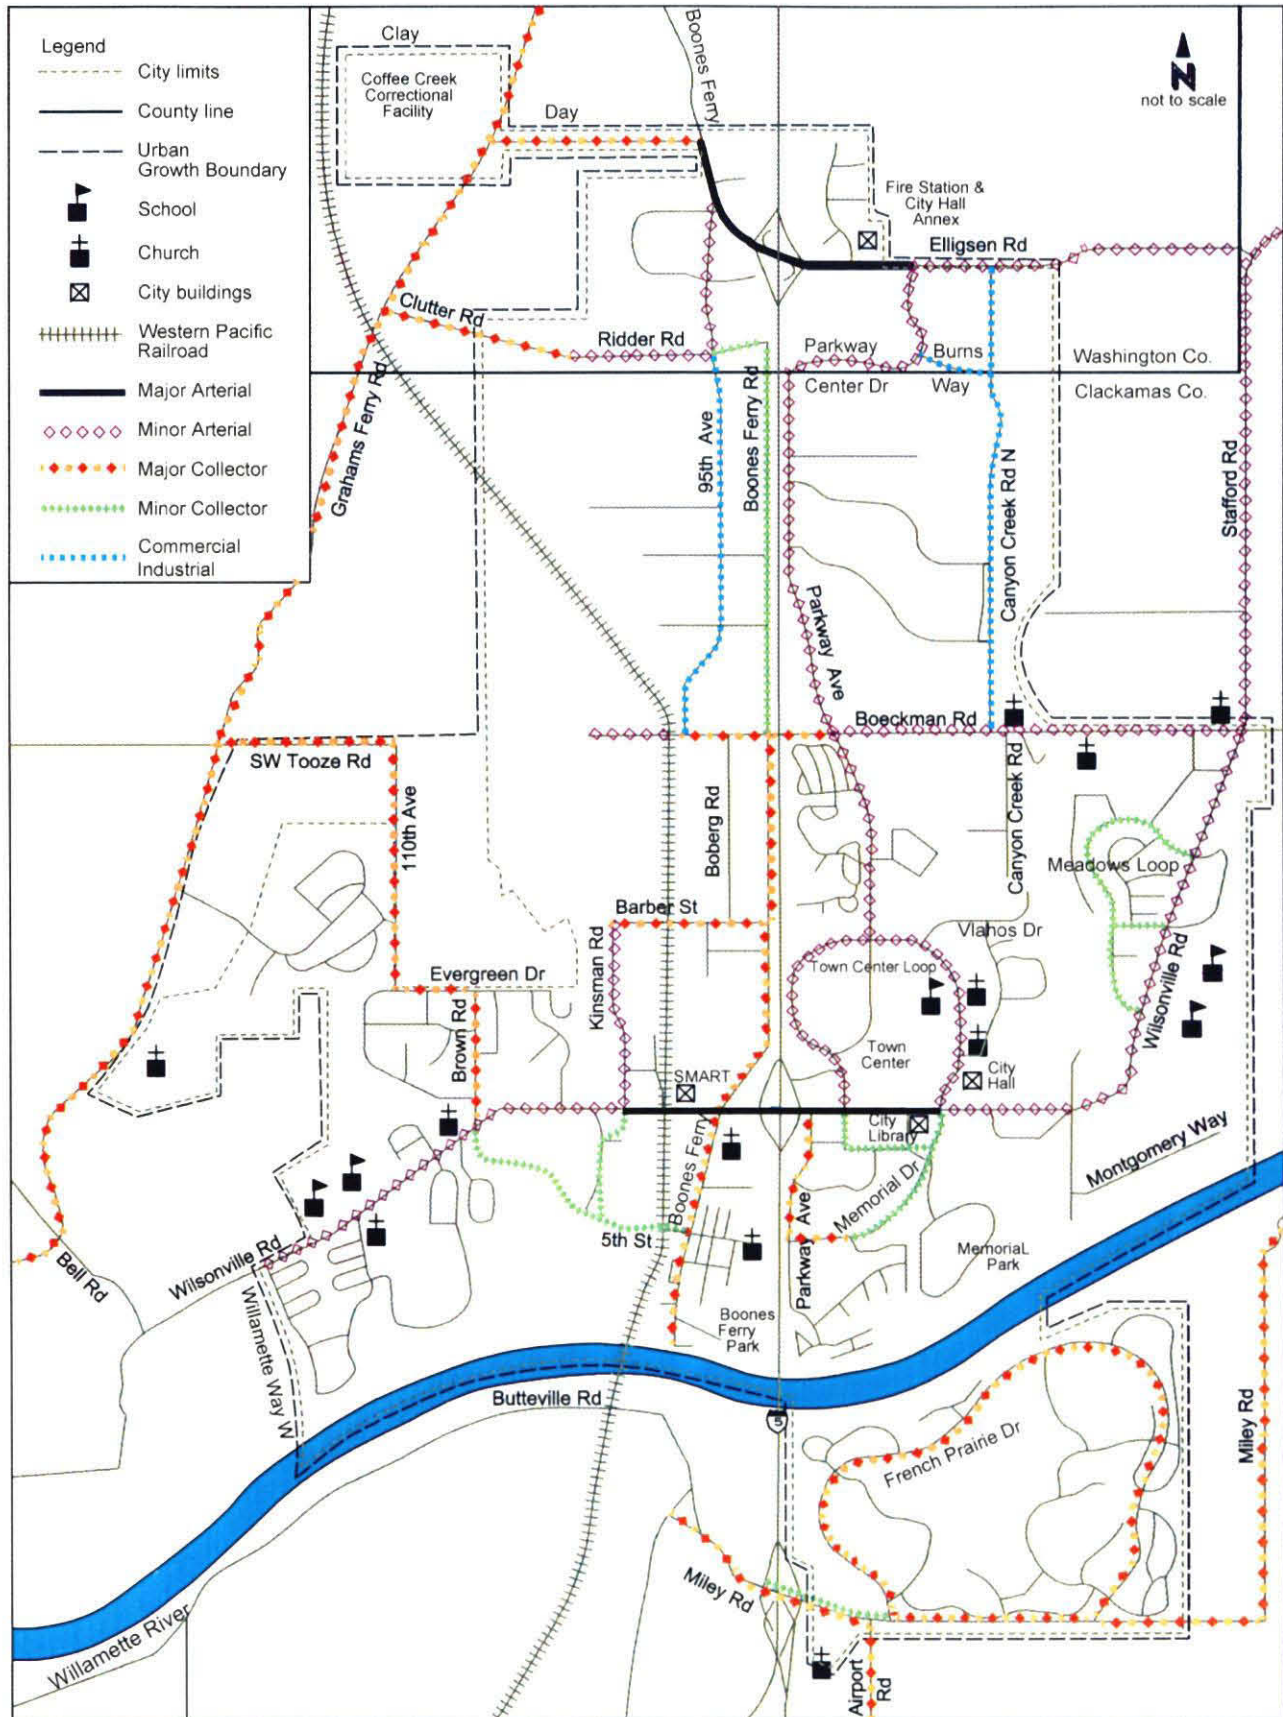 Legend
City limits
County line
Urban
Growth Boundary
School
Church
City buildings
Western Pacific
Railroad
Major Arterial
Minor Arterial
Major Collector
Minor Collector
Commercial
Industrial
Clay
Coffee Creek
Correctional
Facility
Day
Boones Ferry
N
not to scale
Fire Station &
City Hall
Annex
Elligsen Rd
Clutter Rd
Ridder Rd
Parkway
Center Dr
Burns
Way
Washington Co.
Clackamas Co.
Grahams Ferry Rd
95th Ave
Boones Ferry Rd
Canyon Creek Rd N
Stafford Rd
Parkway Ave
Boeckman Rd
SW Tooze Rd
110th Ave
Boberg Rd
Canyon Creek Rd
Meadows Loop
Barber St
Vlahos Dr
Kinsman Rd
Town Center Loop
Evergreen Dr
Brown Rd
Wilsonville Rd
Town
Center
SMART
City
Hall
City
Library
Boones Ferry
Memorial Dr
Montgomery Way
5th St
Parkway Ave
MemoriaL
Park
Bell Rd
Wilsonville Rd
Willamette Way W
Boones
Ferry
Park
Butteville Rd
5
French Prairie Dr
Miley Rd
Miley Rd
Willamette River
Airport
Rd